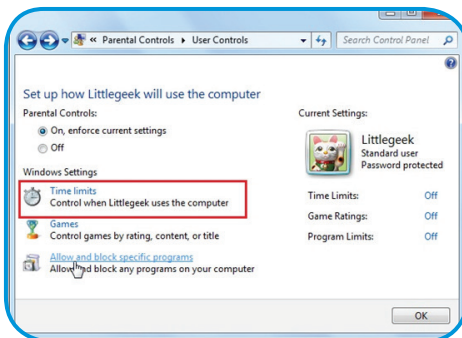 « Parental Controls ▸ User Controls
Search Control Panel
Set up how Littlegeek will use the computer
Parental Controls:
On, enforce current settings
Off
Windows Settings
Time limits
Control when Littlegeek uses the computer
Games
Control games by rating, content, or title
Allow and block specific programs
Allow and block any programs on your computer
Current Settings:
Littlegeek
Standard user
Password protected
Time Limits: Off
Game Ratings: Off
Program Limits: Off
OK